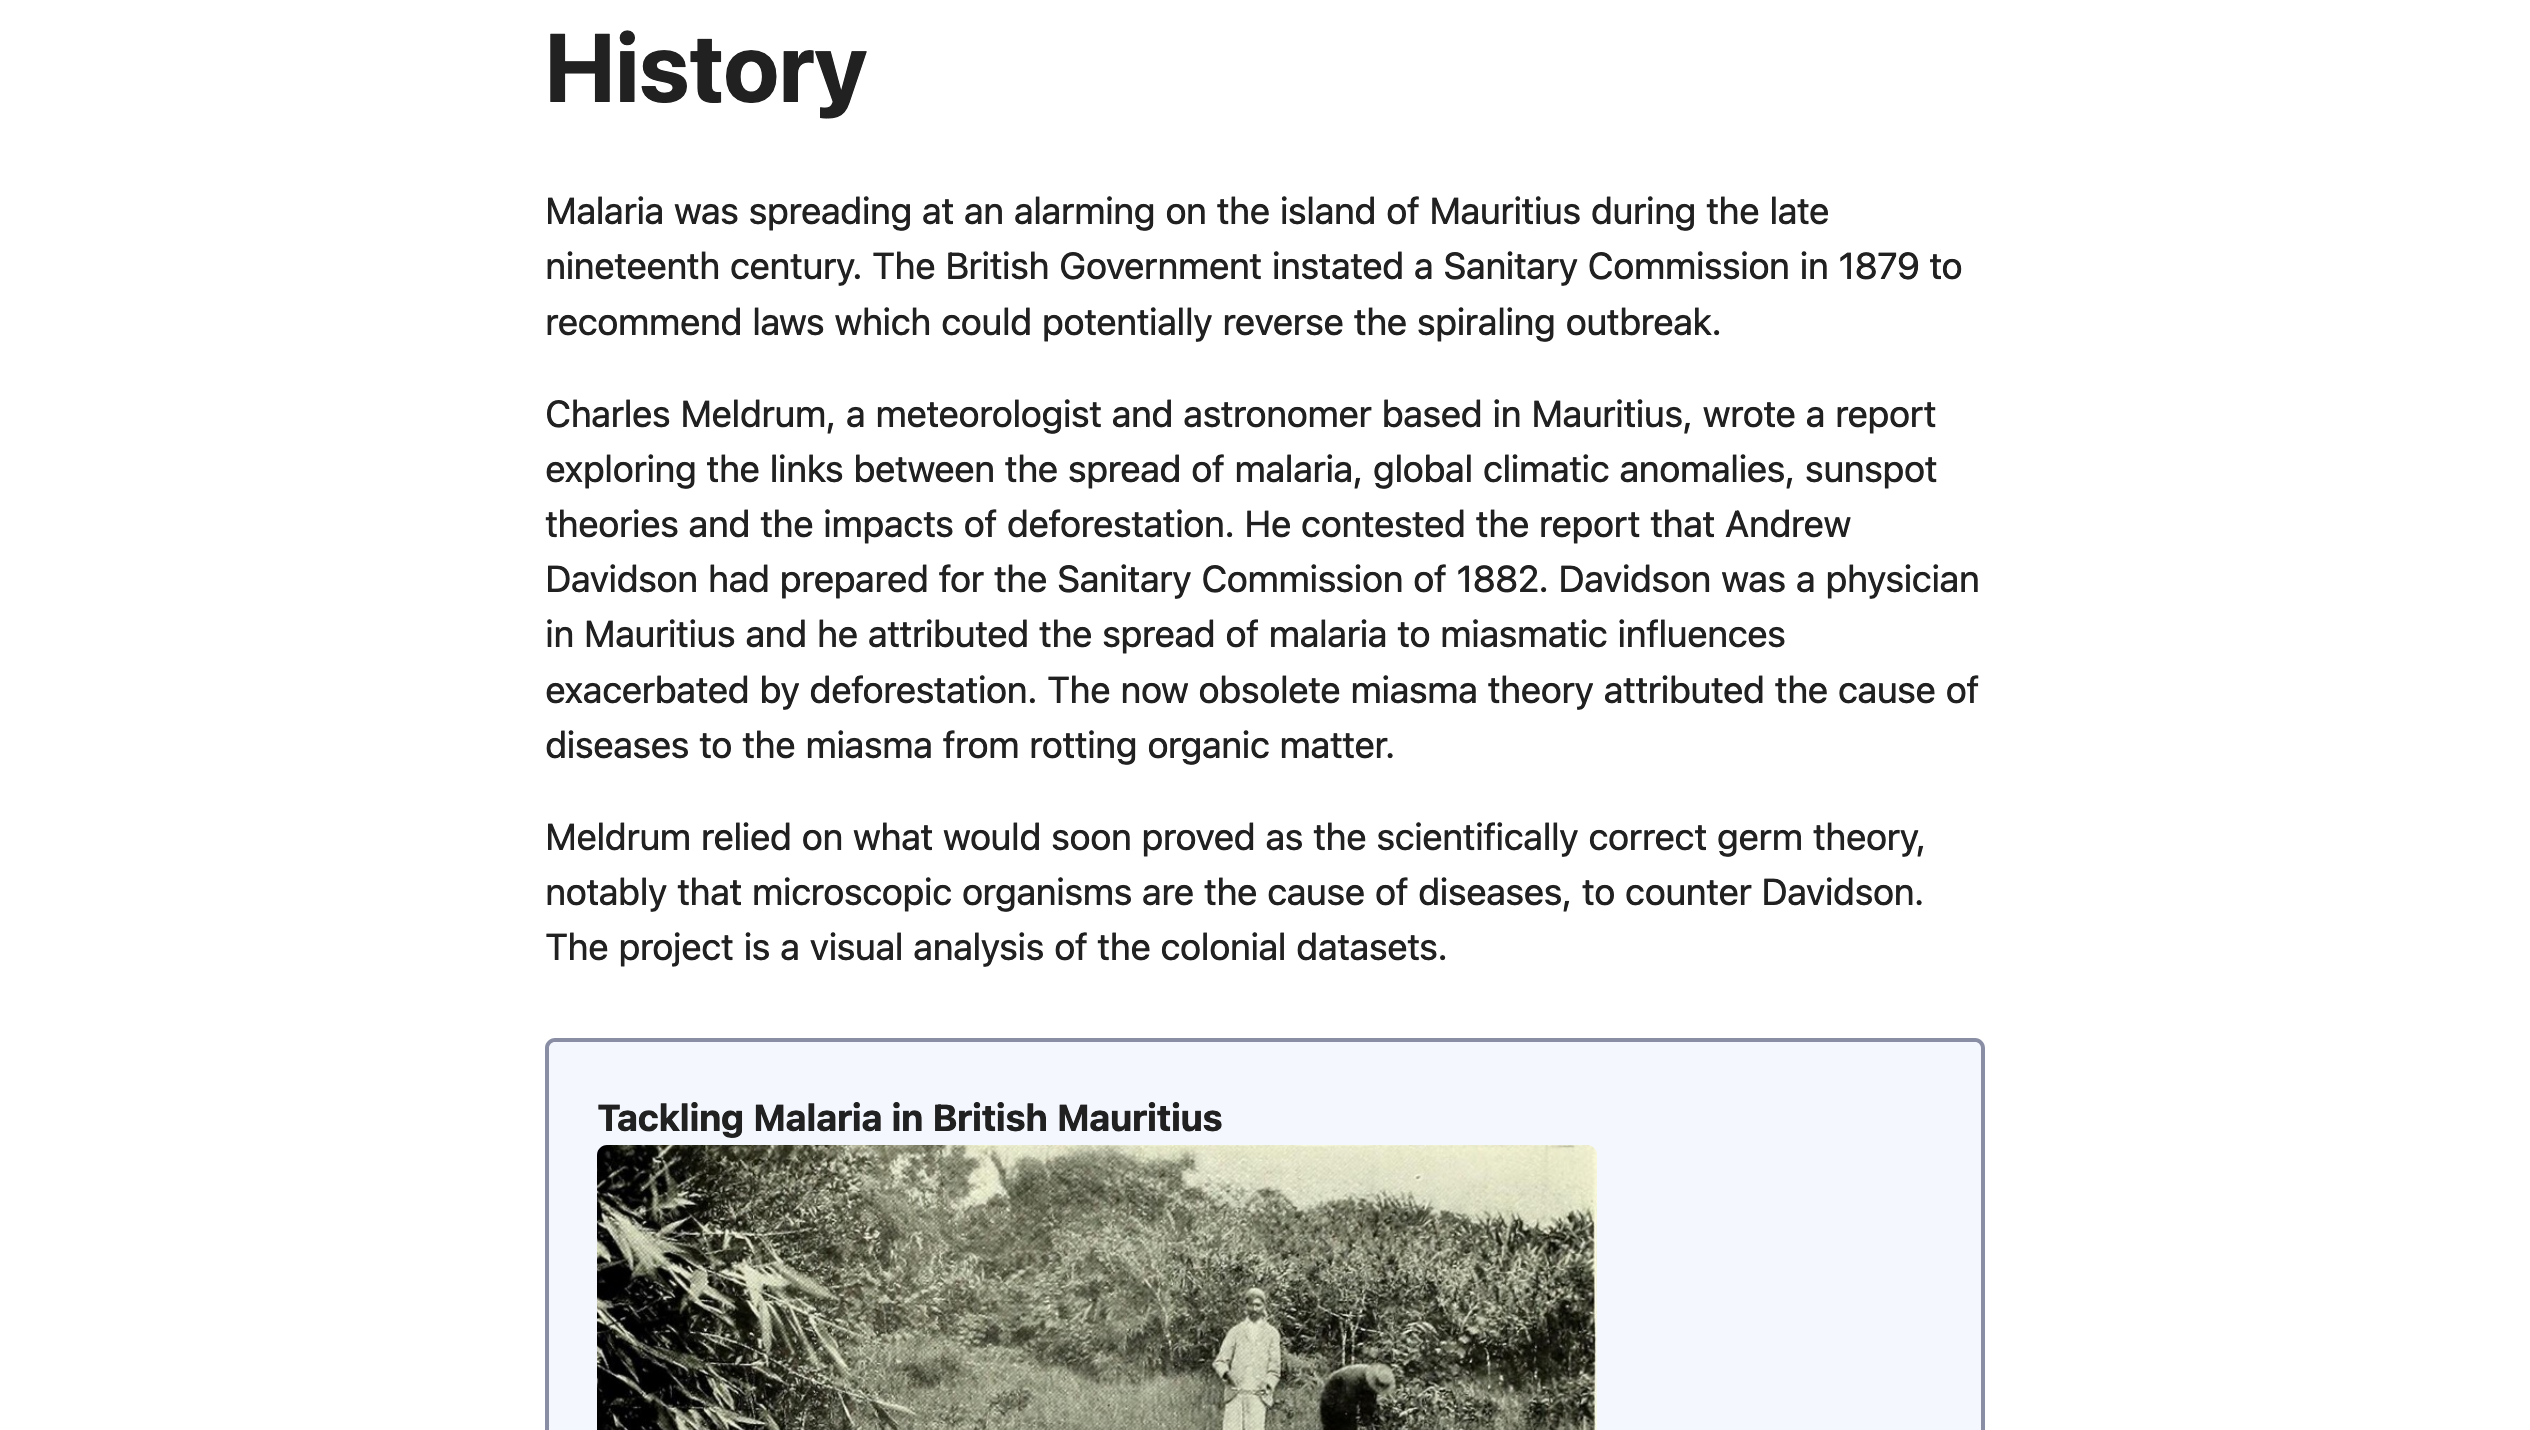 History
Malaria was spreading at an alarming on the island of Mauritius during the late
nineteenth century. The British Government instated a Sanitary Commission in 1879 to
recommend laws which could potentially reverse the spiraling outbreak.
Charles Meldrum, a meteorologist and astronomer based in Mauritius, wrote a report
exploring the links between the spread of malaria, global climatic anomalies, sunspot
theories and the impacts of deforestation. He contested the report that Andrew
Davidson had prepared for the Sanitary Commission of 1882. Davidson was a physician
in Mauritius and he attributed the spread of malaria to miasmatic influences
exacerbated by deforestation. The now obsolete miasma theory attributed the cause of
diseases to the miasma from rotting organic matter.
Meldrum relied on what would soon proved as the scientifically correct germ theory,
notably that microscopic organisms are the cause of diseases, to counter Davidson.
The project is a visual analysis of the colonial datasets.
Tackling Malaria in British Mauritius